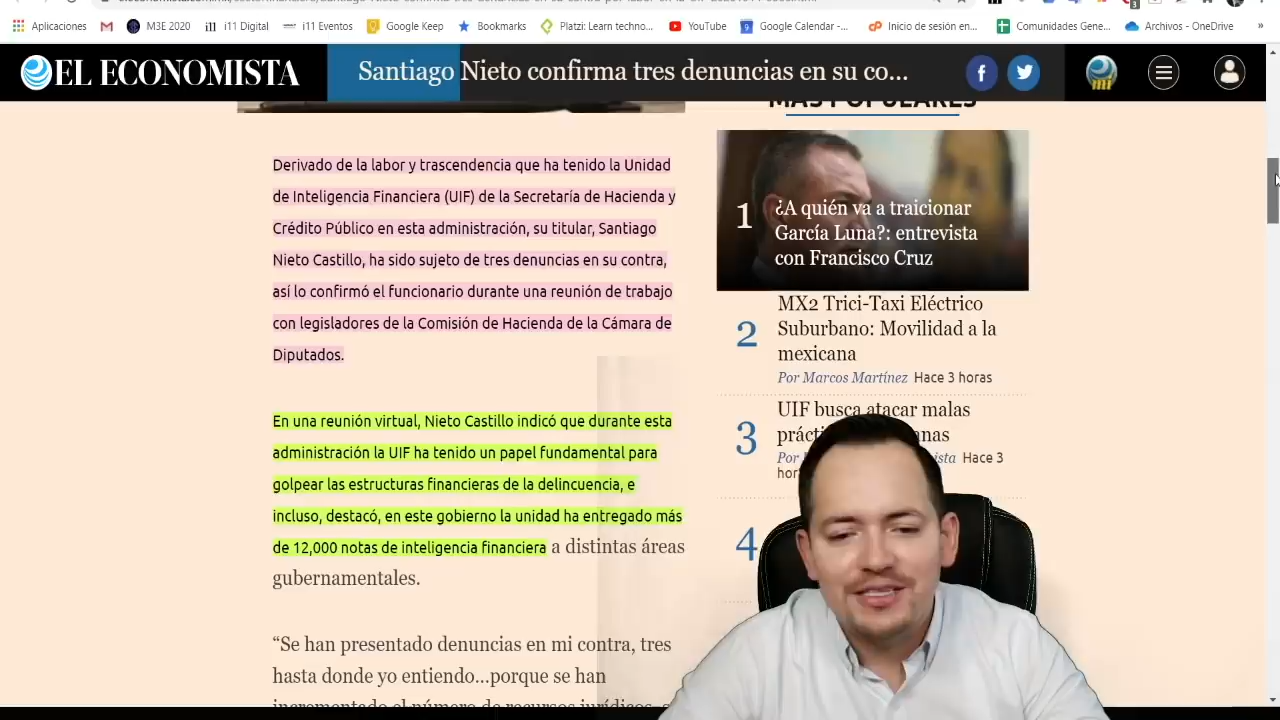 Aplicaciones M3E 2020 i11 Digital i11 Eventos Google Keep Bookmarks Platzi: Learn techno... YouTube Google Calendar -... Inicio de sesión en... Comunidades Gene... Archivos - OneDrive »
EL ECONOMISTA
Santiago Nieto confirma tres denuncias en su co...
MÁS POPULARES
Derivado de la labor y trascendencia que ha tenido la Unidad
de Inteligencia Financiera (UIF) de la Secretaría de Hacienda y
Crédito Público en esta administración, su titular, Santiago
Nieto Castillo, ha sido sujeto de tres denuncias en su contra,
así lo confirmó el funcionario durante una reunión de trabajo
con legisladores de la Comisión de Hacienda de la Cámara de
Diputados.
En una reunión virtual, Nieto Castillo indicó que durante esta
administración la UIF ha tenido un papel fundamental para
golpear las estructuras financieras de la delincuencia, e
incluso, destacó, en este gobierno la unidad ha entregado más
de 12,000 notas de inteligencia financiera a distintas áreas
gubernamentales.
“Se han presentado denuncias en mi contra, tres
hasta donde yo entiendo...porque se han
incrementado el número de recursos jurídicos
1
¿A quién va a traicionar
García Luna?: entrevista
con Francisco Cruz
2
MX2 Trici-Taxi Eléctrico
Suburbano: Movilidad a la
mexicana
Por Marcos Martínez Hace 3 horas
3
UIF busca atacar malas
Por Hace 3
4